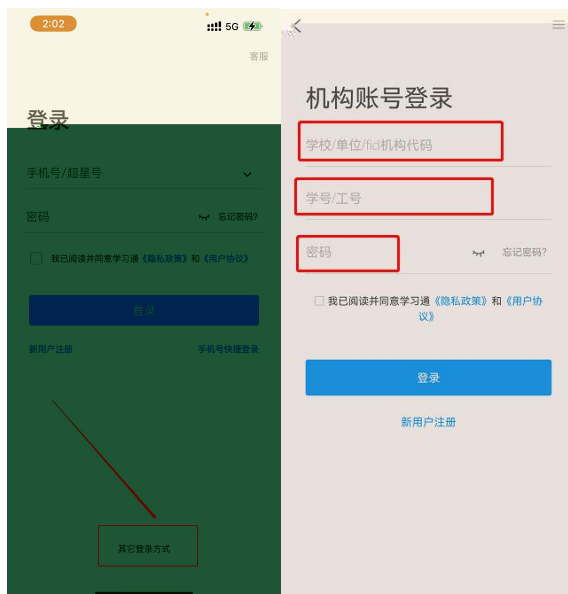 2:02
5G
客服
登录
手机号/超星号
密码
忘记密码?
我已阅读并同意学习通《隐私政策》和《用户协议》
登录
新用户注册
手机号快捷登录
其它登录方式
机构账号登录
学校/单位/fid机构代码
学号/工号
密码
忘记密码?
我已阅读并同意学习通《隐私政策》和《用户协
议》
登录
新用户注册